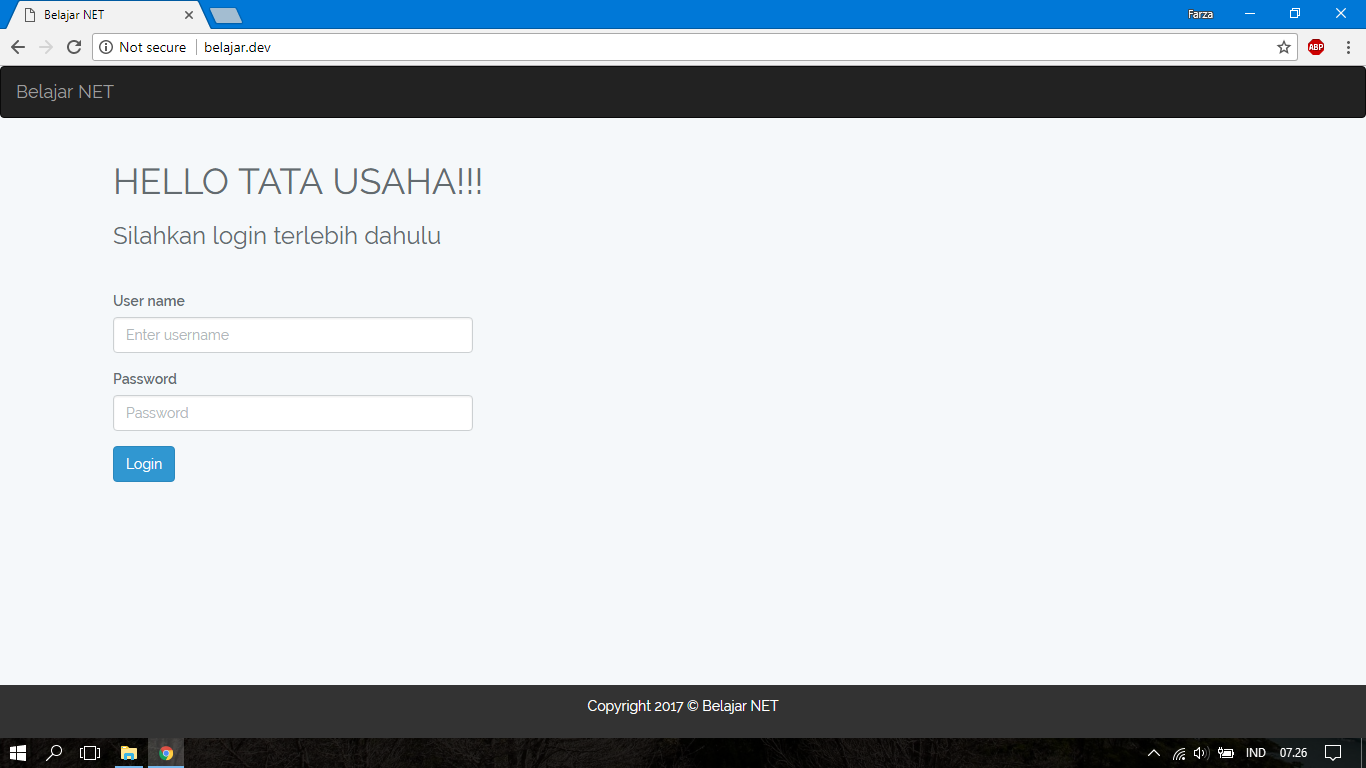 Belajar NET
Farza
Not secure
belajar.dev
ABP
Belajar NET
HELLO TATA USAHA!!!
Silahkan login terlebih dahulu
User name
Enter username
Password
Password
Login
Copyright 2017 © Belajar NET
IND
07.26